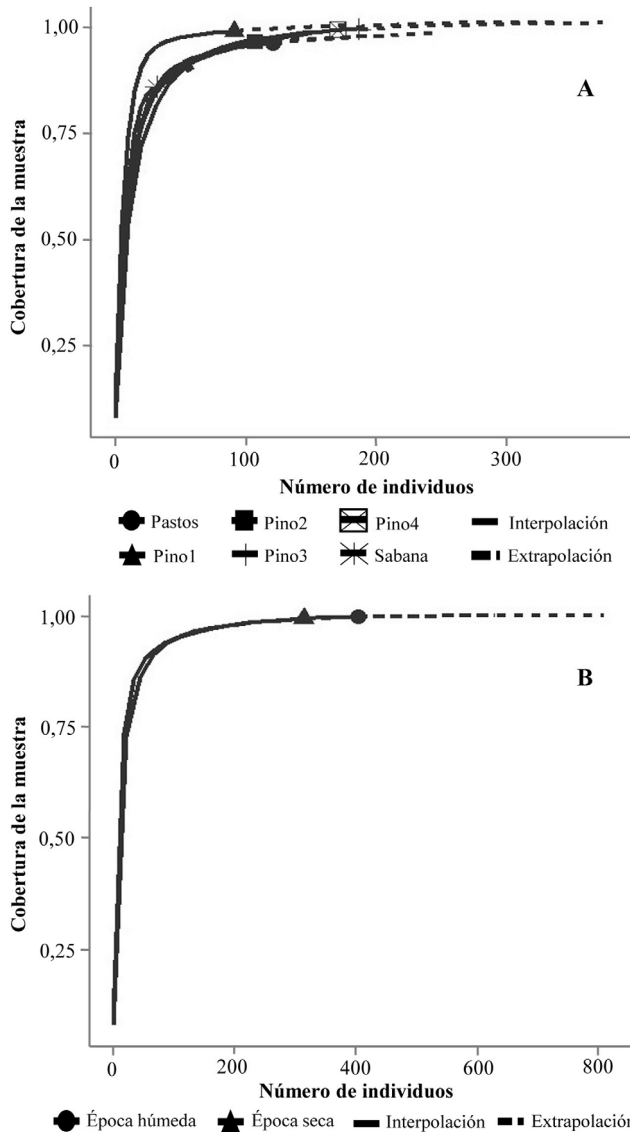 1,00
0,75
0,50
0,25
Cobertura de la muestra
A
0 100 200 300
Número de individuos
Pastos Pino2 Pino4 Interpolación
Pino1 Pino3 Sabana Extrapolación
1,00
0,75
0,50
0,25
Cobertura de la muestra
B
0 200 400 600 800
Número de individuos
Época húmeda Época seca Interpolación Extrapolación